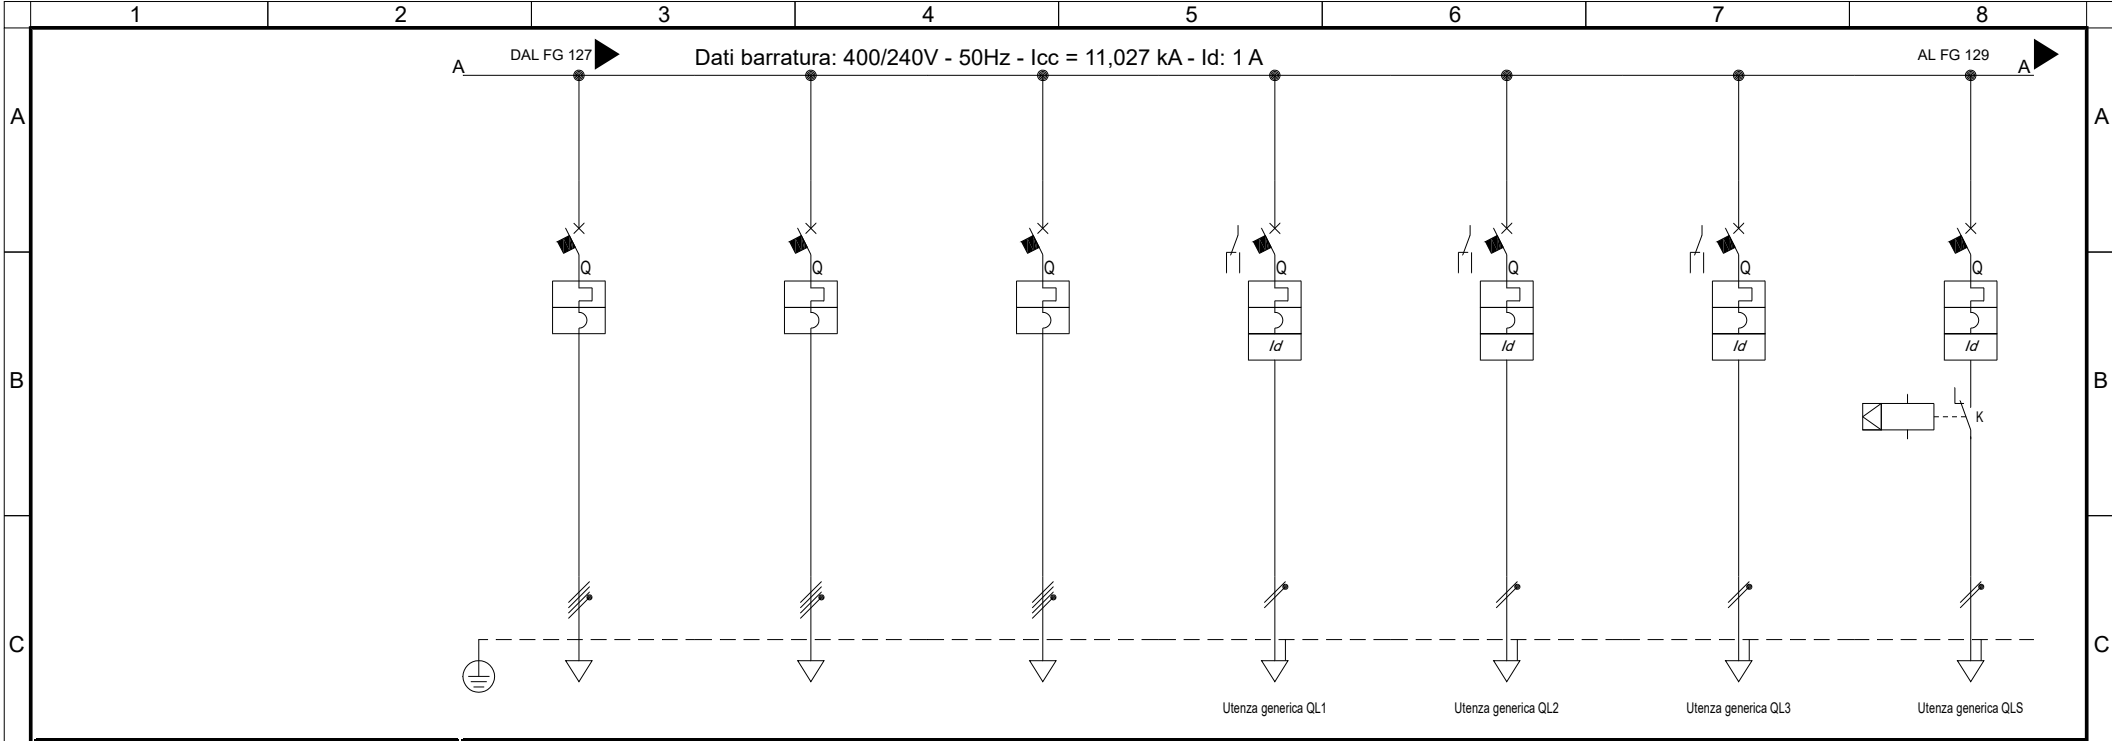 1 2 3 4 5 6 7 8
DAL FG 127 Dati barratura: 400/240V - 50Hz - Icc = 11,027 kA - Id: 1 A AL FG 129
A A
A A
Q Q Q Q Q Q Q
Id Id Id Id
B B
K
C C
Utenza generica QL1 Utenza generica QL2 Utenza generica QL3 Utenza generica QLS